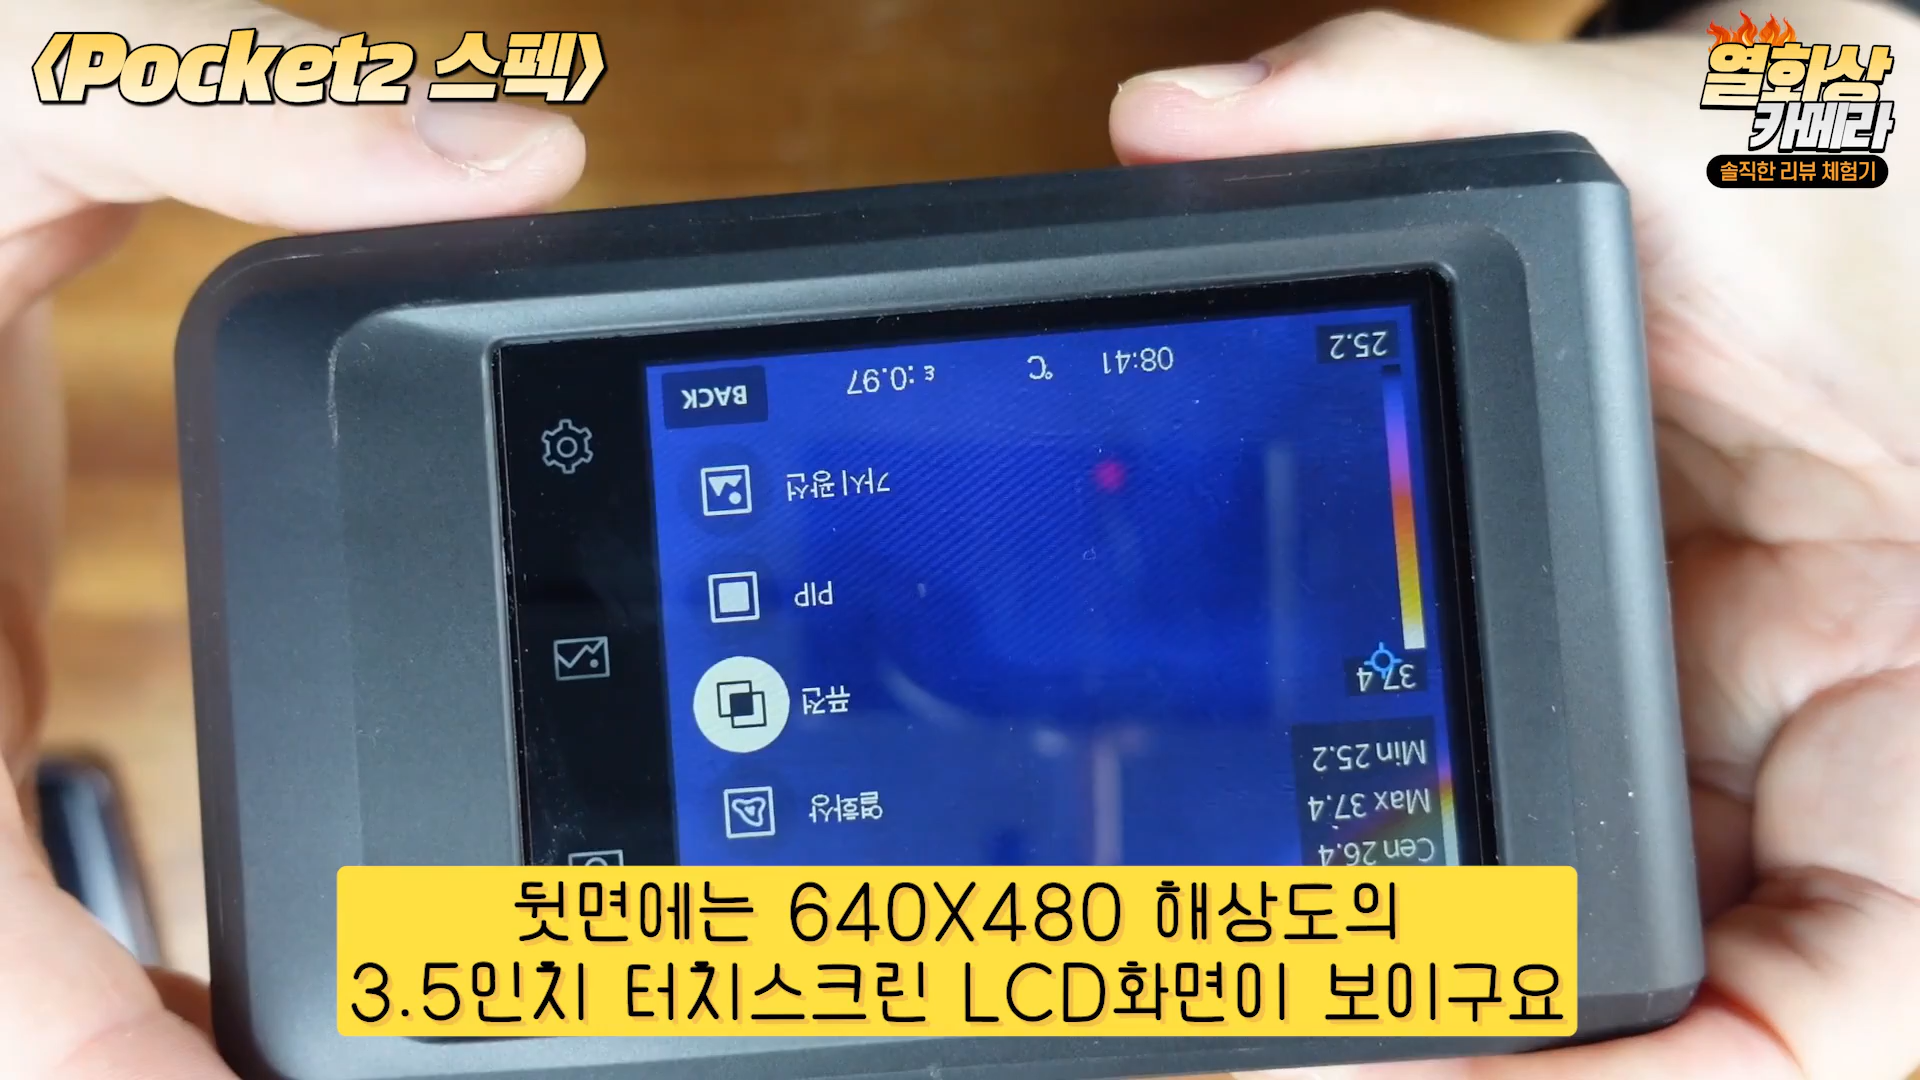 <Pocket2 스펙>
열화상
카메라
솔직한 리뷰 체험기
25.2
08:41
℃
ε:0.97
BACK
가시광선
PIP
퓨전
열화상
37.4
Min 25.2
Max 37.4
Cen 26.4
뒷면에는 640X480 해상도의
3.5인치 터치스크린 LCD화면이 보이구요